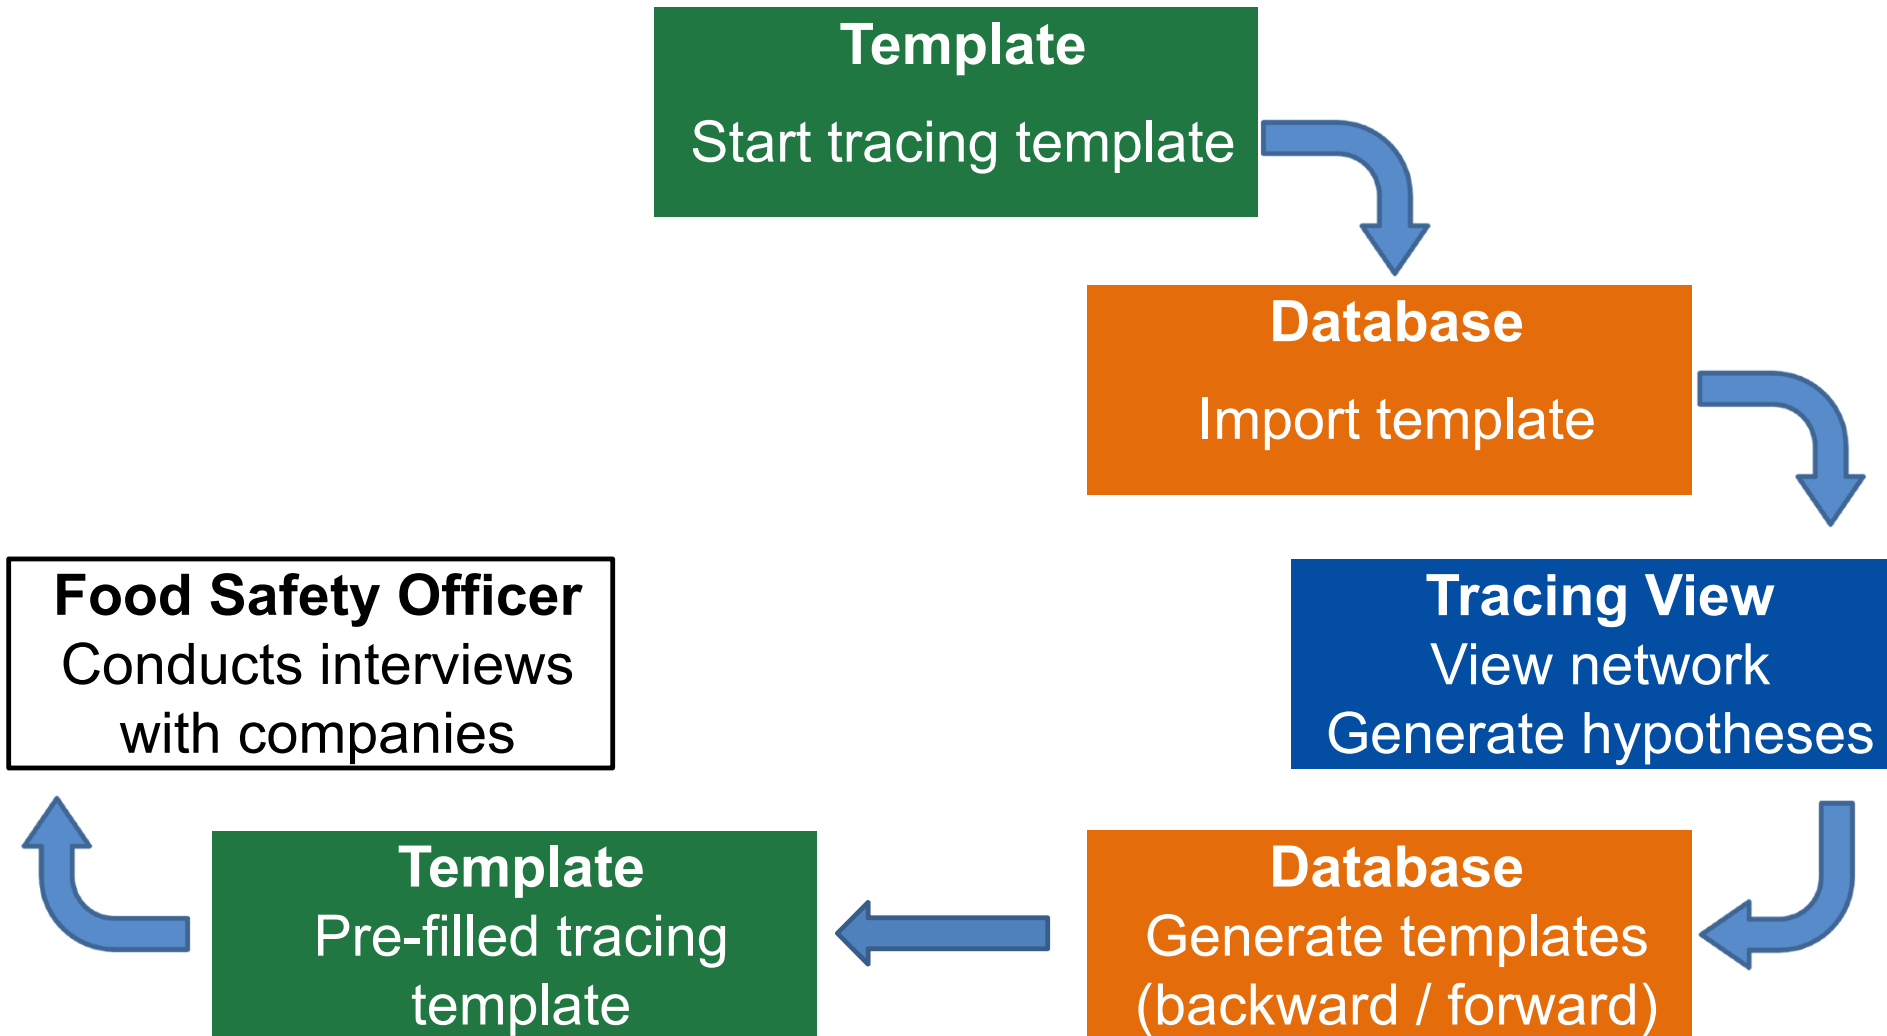 Template
Start tracing template
Database
Import template
Tracing View
View network
Generate hypotheses
Database
Generate templates
(backward / forward)
Template
Pre-filled tracing
template
Food Safety Officer
Conducts interviews
with companies